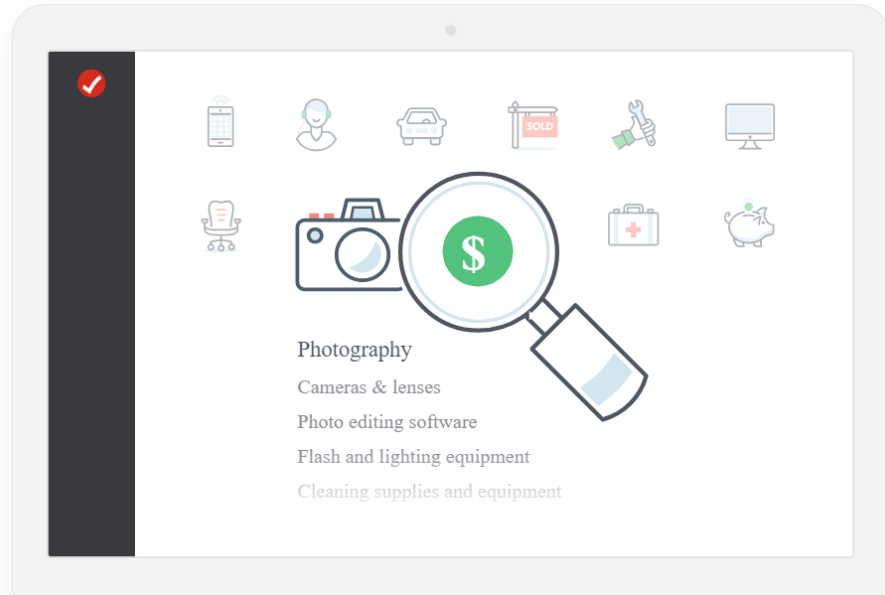 SOLD
$
Photography
Cameras & lenses
Photo editing software
Flash and lighting equipment
Cleaning supplies and equipment